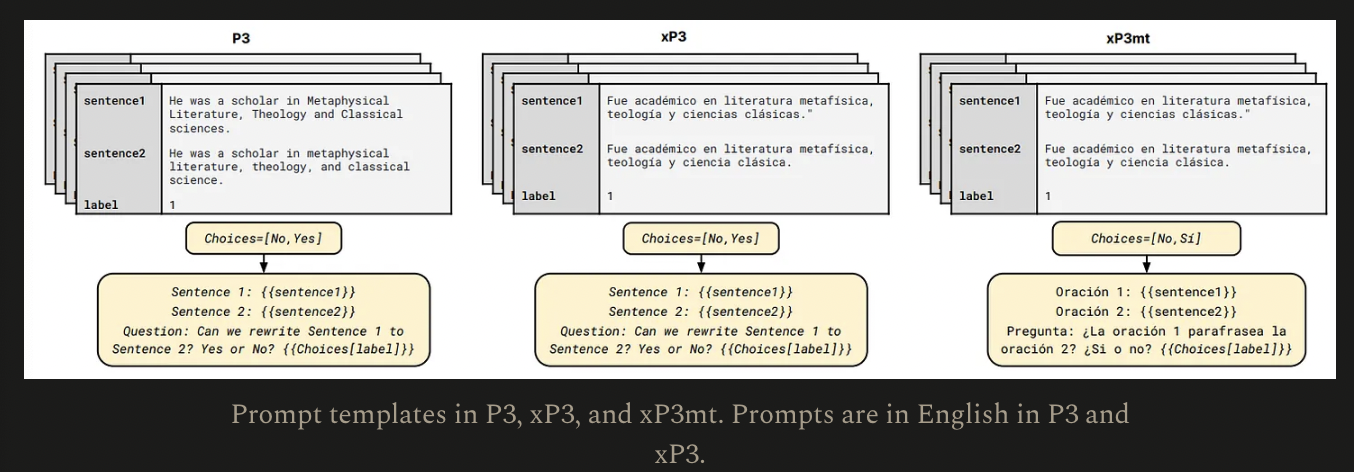 P3
sentence1
He was a scholar in Metaphysical
Literature, Theology and Classical
sciences.
sentence2
He was a scholar in metaphysical
literature, theology, and classical
science.
label
1
Choices=[No,Yes]
Sentence 1: {{sentence1}}
Sentence 2: {{sentence2}}
Question: Can we rewrite Sentence 1 to
Sentence 2? Yes or No? {{Choices[label]}}
xP3
sentence1
Fue académico en literatura metafísica,
teología y ciencias clásicas."
sentence2
Fue académico en literatura metafísica,
teología y ciencia clásica.
label
1
Choices=[No,Yes]
Sentence 1: {{sentence1}}
Sentence 2: {{sentence2}}
Question: Can we rewrite Sentence 1 to
Sentence 2? Yes or No? {{Choices[label]}}
xP3mt
sentence1
Fue académico en literatura metafísica,
teología y ciencias clásicas."
sentence2
Fue académico en literatura metafísica,
teología y ciencia clásica.
label
1
Choices=[No,Sí]
Oración 1: {{sentence1}}
Oración 2: {{sentence2}}
Pregunta: ¿La oración 1 parafrasea la
oración 2? ¿Si o no? {{Choices[label]}}
Prompt templates in P3, xP3, and xP3mt. Prompts are in English in P3 and
xP3.